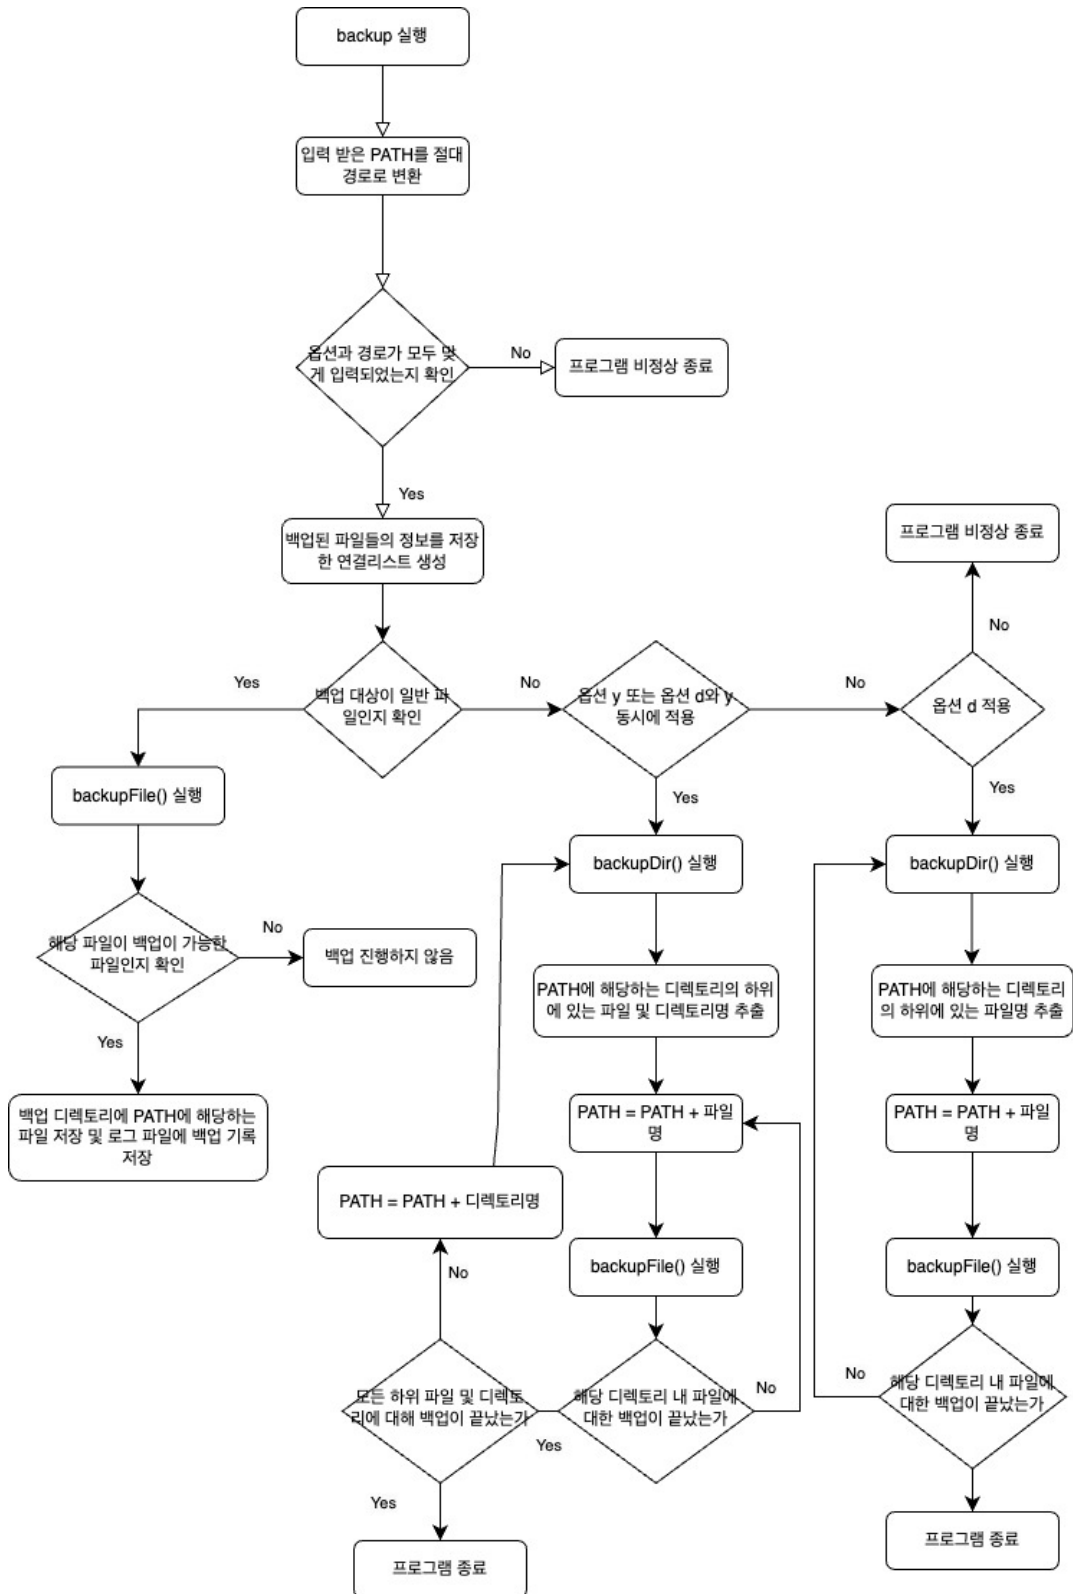 backup 실행
입력 받은 PATH를 절대
경로로 변환
옵션과 경로가 모두 맞
게 입력되었는지 확인
No
프로그램 비정상 종료
Yes
백업된 파일들의 정보를 저장
한 연결리스트 생성
프로그램 비정상 종료
No
Yes
백업 대상이 일반 파
일인지 확인
No
옵션 y 또는 옵션 d와 y
동시에 적용
No
옵션 d 적용
backupFile() 실행
Yes
Yes
backupDir() 실행
backupDir() 실행
해당 파일이 백업이 가능한
파일인지 확인
No
백업 진행하지 않음
PATH에 해당하는 디렉토리의 하위
에 있는 파일 및 디렉토리명 추출
PATH에 해당하는 디렉토리
의 하위에 있는 파일명 추출
Yes
백업 디렉토리에 PATH에 해당하는
파일 저장 및 로그 파일에 백업 기록
저장
PATH = PATH + 파일
명
PATH = PATH + 파일
명
PATH = PATH + 디렉토리명
backupFile() 실행
backupFile() 실행
No
모든 하위 파일 및 디렉토
리에 대해 백업이 끝났는가
Yes
해당 디렉토리 내 파일에
대한 백업이 끝났는가
No
No
해당 디렉토리 내 파일에
대한 백업이 끝났는가
Yes
프로그램 종료
프로그램 종료